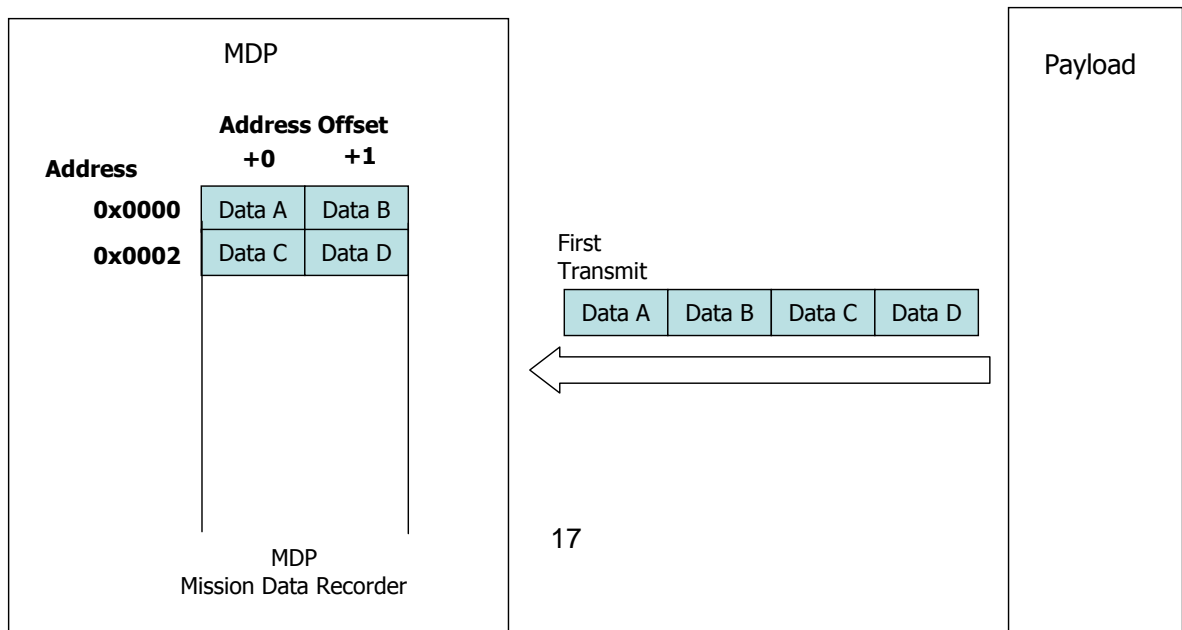 MDP
Payload
Address Offset
+0 +1
Address
0x0000 Data A Data B
0x0002 Data C Data D
First
Transmit
Data A Data B Data C Data D
17
MDP
Mission Data Recorder